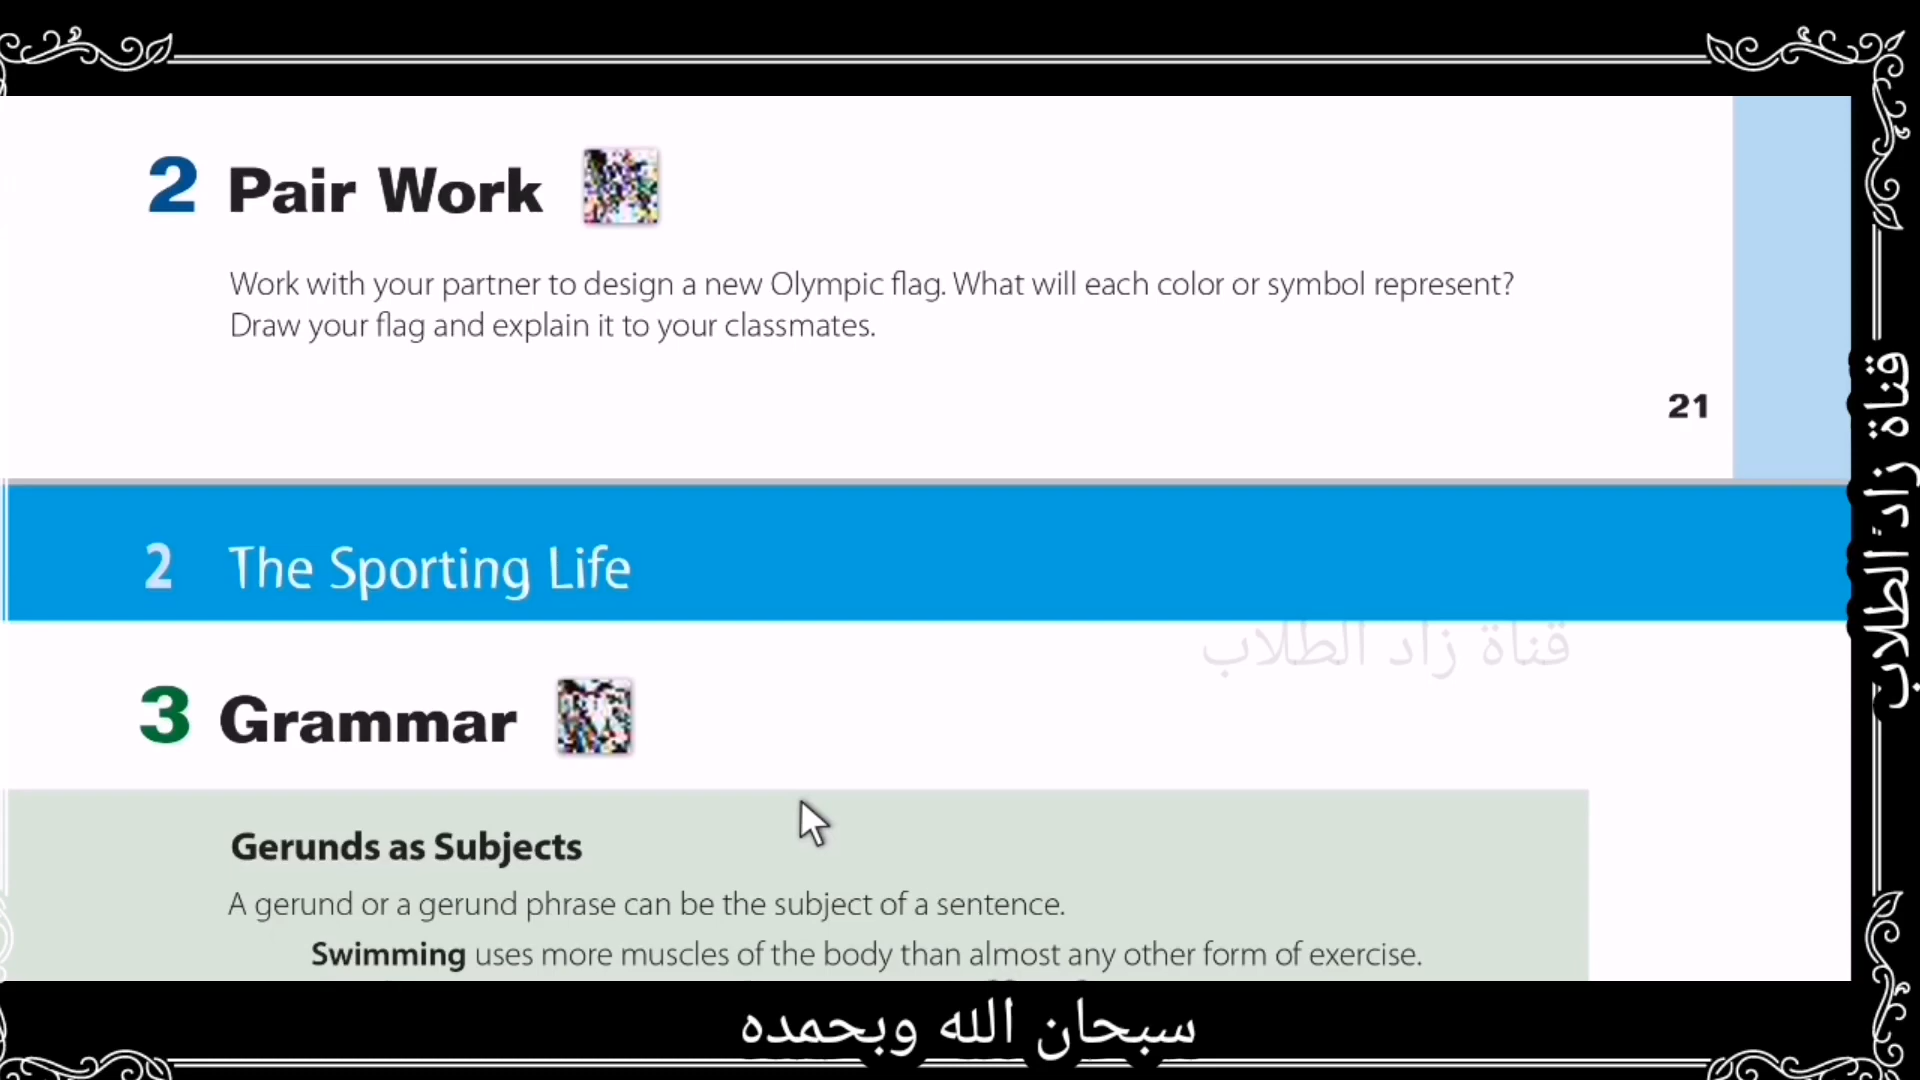 2 Pair Work
Work with your partner to design a new Olympic flag. What will each color or symbol represent?
Draw your flag and explain it to your classmates.
21
2 The Sporting Life
قناة زاد الطلاب
3 Grammar
Gerunds as Subjects
A gerund or a gerund phrase can be the subject of a sentence.
Swimming uses more muscles of the body than almost any other form of exercise.
سبحان الله وبحمده
قناة زاد الطلاب